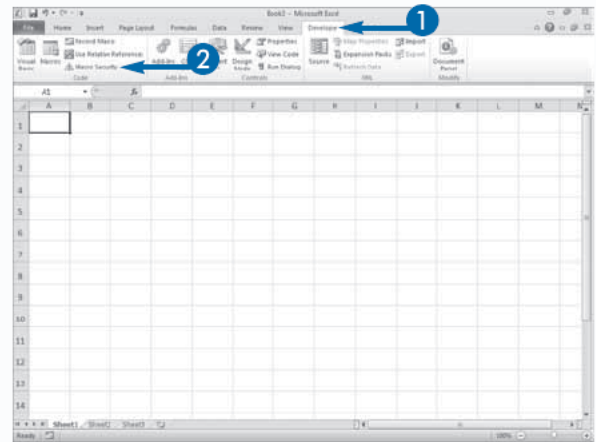 Book2 - Microsoft Excel
1
File Home Insert Page Layout Formulas Data Review View Developer
Record Macro
Properties
Map Properties Import
Use Relative References
View Code
Expansion Packs Export
Visual Basic Macros
Macro Security
2
Add-Ins
Design Mode
Run Dialog
Source
Refresh Data
Document Panel
Code Add-Ins Controls XML Modify
A1 fx
A B C D E F G H I J K L M N
1
2
3
4
5
6
7
8
9
10
11
12
13
14
Sheet1 Sheet2 Sheet3
Ready 100%